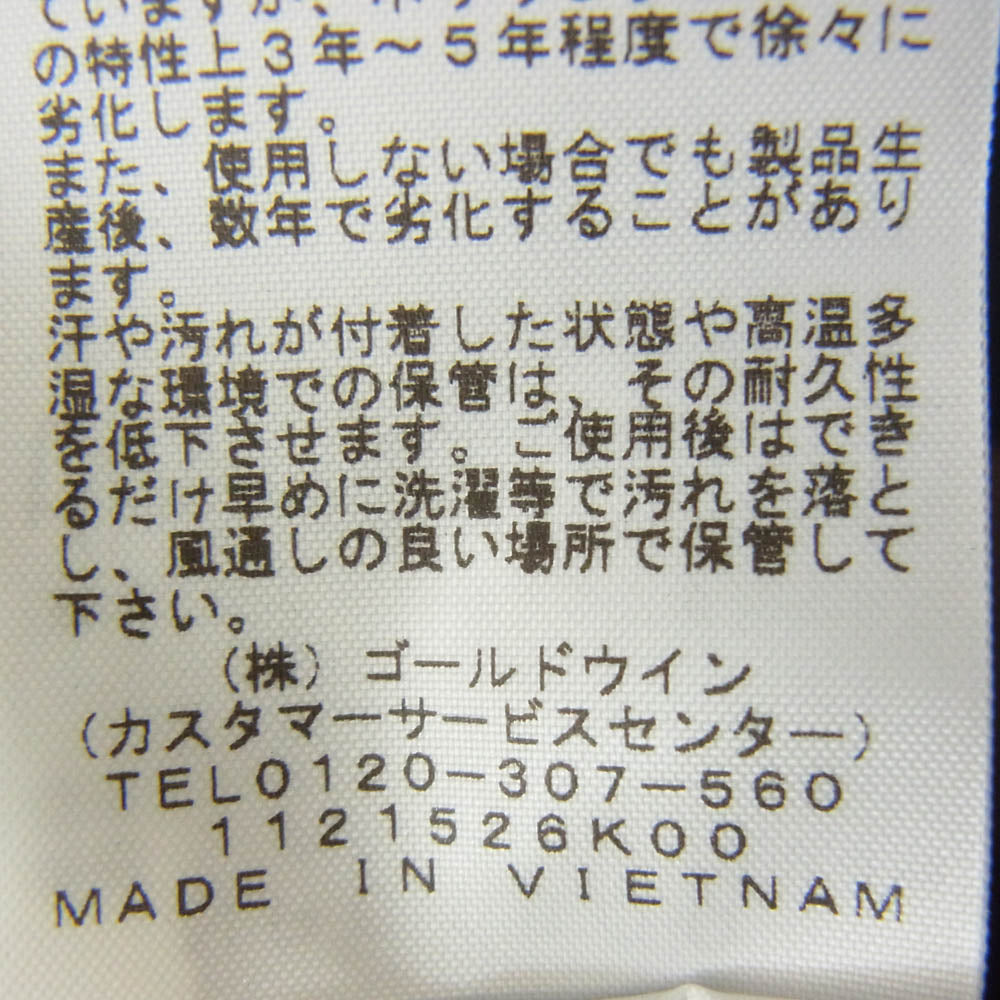 の特性上3年〜5年程度で徐々に
劣化します。
また、使用しない場合でも製品生
産後、数年で劣化することがあり
ます。
汗や汚れが付着した状態や高温多
湿な環境での保管は、その耐久性
を低下させます。ご使用後はでき
るだけ早めに洗濯等で汚れを落と
し、風通しの良い場所で保管して
下さい。
(株)ゴールドウイン
(カスタマーサービスセンター)
TEL0120-307-560
1121526K00
MADE IN VIETNAM